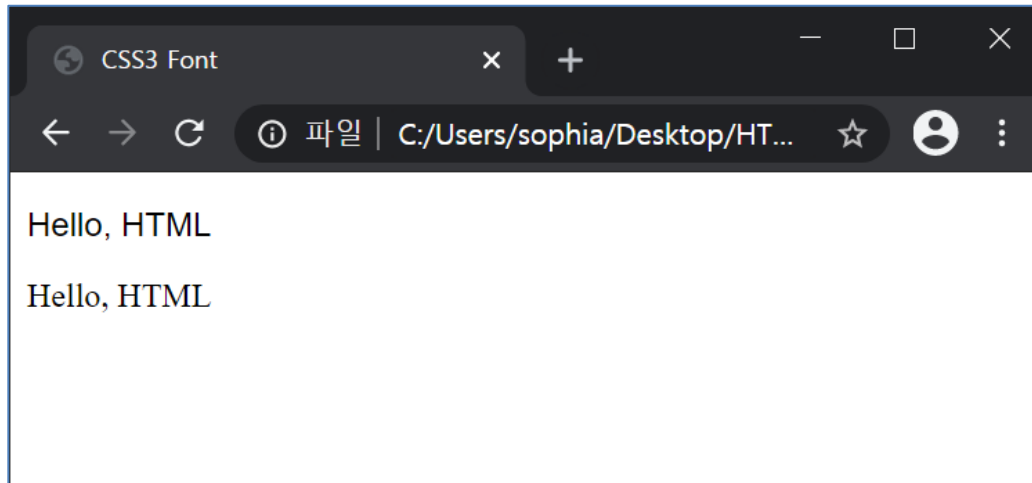 CSS3 Font
파일 C:/Users/sophia/Desktop/HT...
Hello, HTML
Hello, HTML